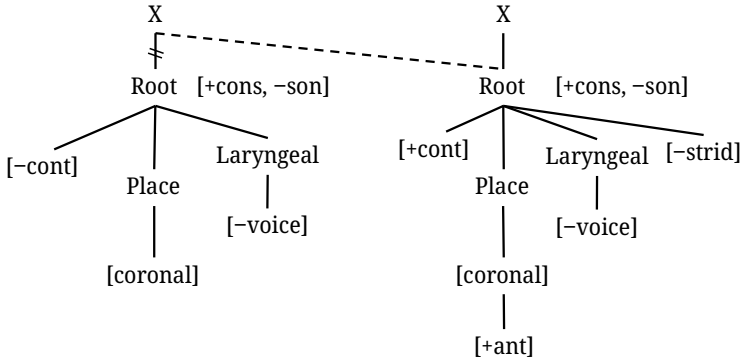 X X
Root [+cons, −son] Root [+cons, −son]
[−cont] Laryngeal [+cont] Laryngeal [−strid]
Place Place
[−voice] [−voice]
[coronal] [coronal]
[+ant]